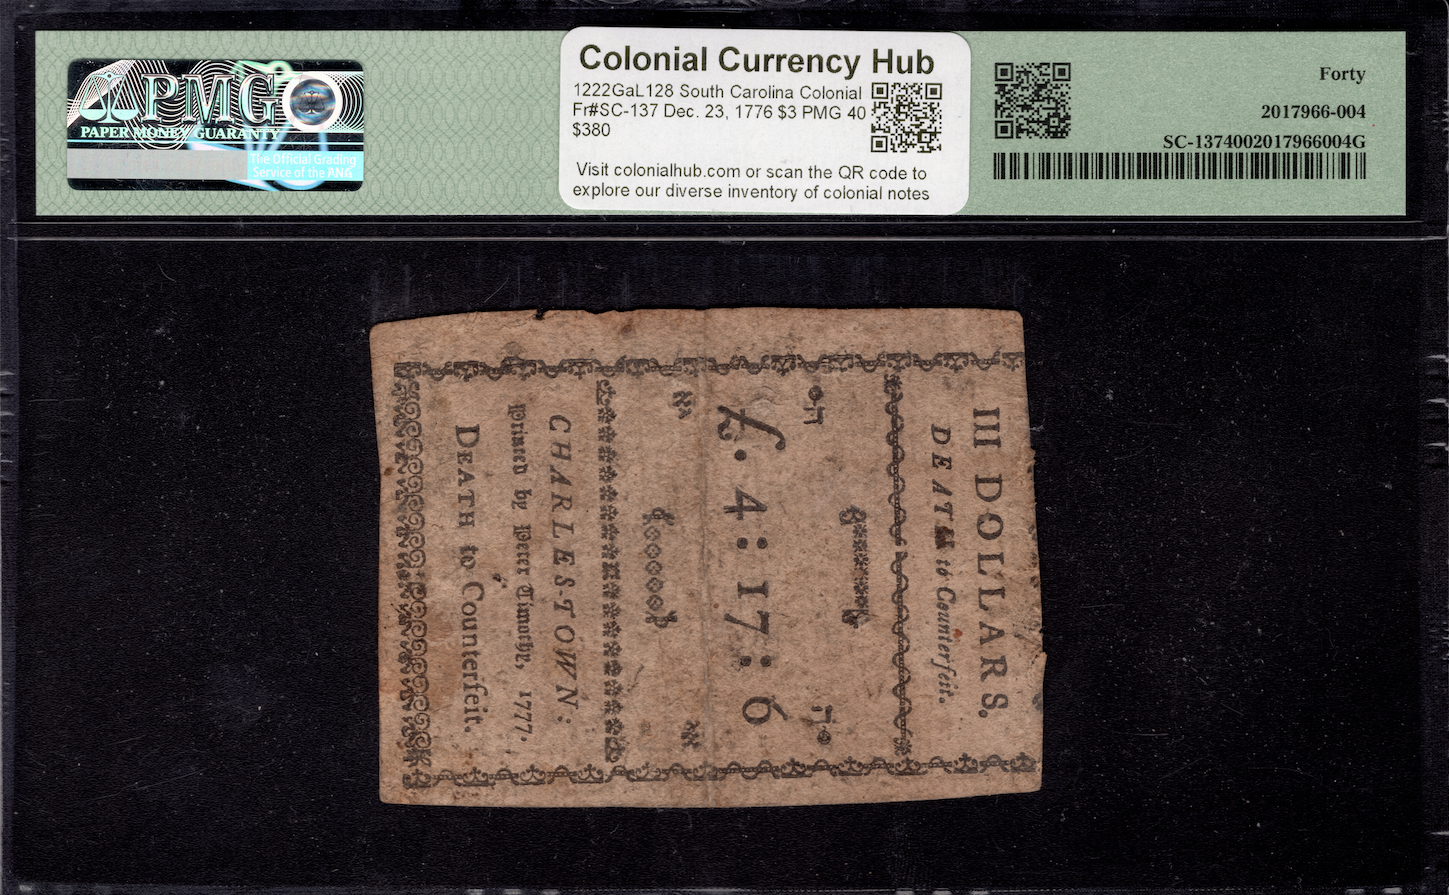 PMG
PAPER MONEY GUARANTY
The Official Grading
Service of the ANA
Colonial Currency Hub
1222GaL128 South Carolina Colonial
Fr#SC-137 Dec. 23, 1776 $3 PMG 40
$380
Visit colonialhub.com or scan the QR code to
explore our diverse inventory of colonial notes
Forty
2017966-004
SC-1374002017966004G
III DOLLARS.
DEATH to Counterfeit.
£. 4 : 17 : 6
CHARLES-TOWN:
Printed by Peter Timothy, 1777.
DEATH to Counterfeit.